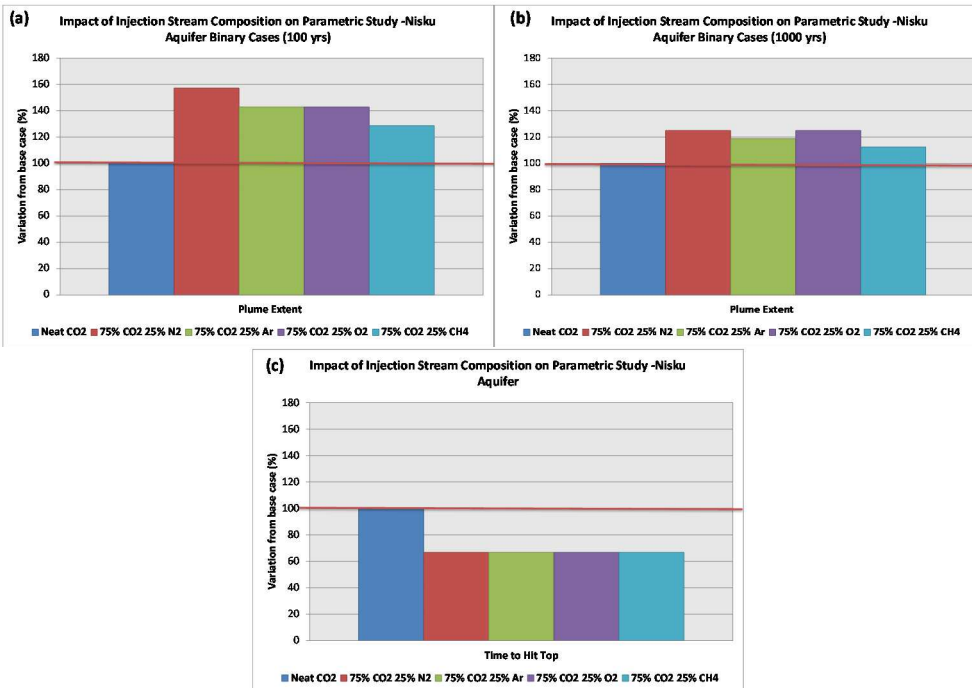 (a)
Impact of Injection Stream Composition on Parametric Study -Nisku
Aquifer Binary Cases (100 yrs)
Variation from base case (%)
180
160
140
120
100
80
60
40
20
0
Plume Extent
Neat CO2 75% CO2 25% N2 75% CO2 25% Ar 75% CO2 25% O2 75% CO2 25% CH4
(b)
Impact of Injection Stream Composition on Parametric Study -Nisku
Aquifer Binary Cases (1000 yrs)
Variation from base case (%)
180
160
140
120
100
80
60
40
20
0
Plume Extent
Neat CO2 75% CO2 25% N2 75% CO2 25% Ar 75% CO2 25% O2 75% CO2 25% CH4
(c)
Impact of Injection Stream Composition on Parametric Study -Nisku
Aquifer
Variation from base case (%)
180
160
140
120
100
80
60
40
20
0
Time to Hit Top
Neat CO2 75% CO2 25% N2 75% CO2 25% Ar 75% CO2 25% O2 75% CO2 25% CH4